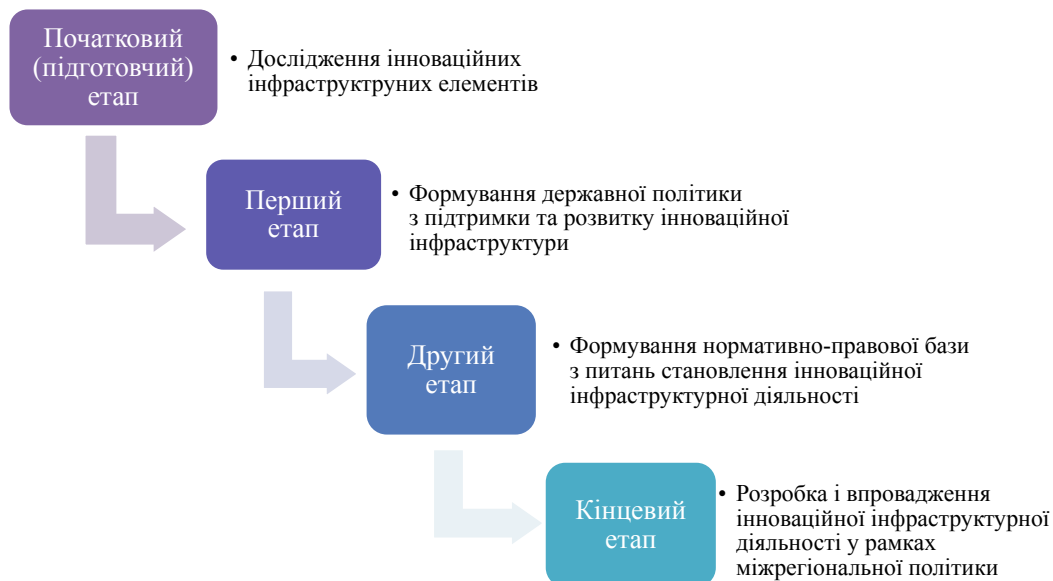 Початковий
(підготовчий)
етап
• Дослідження інноваційних
інфраструктруних елементів
Перший
етап
• Формування державної політики
з підтримки та розвитку інноваційної
інфраструктури
Другий
етап
• Формування нормативно-правової бази
з питань становлення інноваційної
інфраструктурної діяльності
Кінцевий
етап
• Розробка і впровадження
інноваційної інфраструктурної
діяльності у рамках
міжрегіональної політики